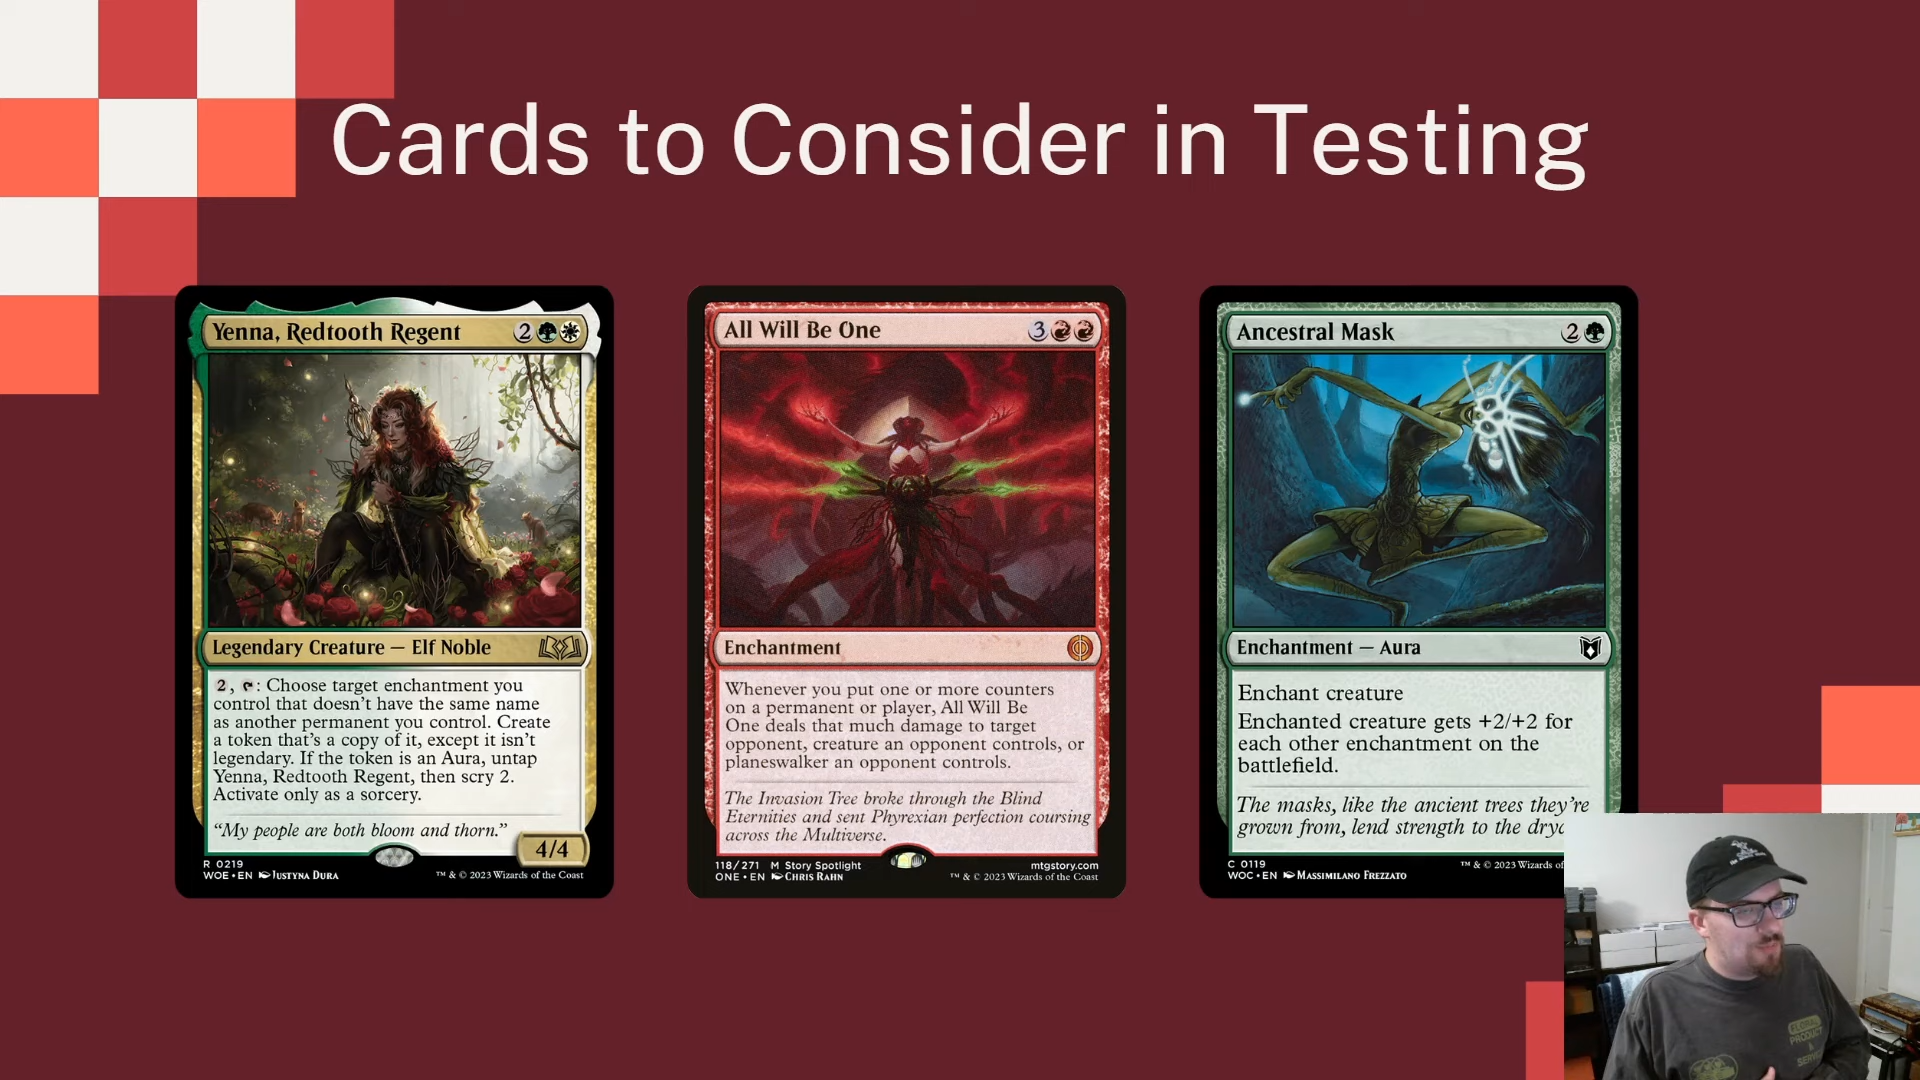 Cards to Consider in Testing
Yenna, Redtooth Regent 2
Legendary Creature — Elf Noble
2, : Choose target enchantment you
control that doesn't have the same name
as another permanent you control. Create
a token that's a copy of it, except it isn't
legendary. If the token is an Aura, untap
Yenna, Redtooth Regent, then scry 2.
Activate only as a sorcery.
“My people are both bloom and thorn.”
4/4
R 0219
WOE • EN Justyna Dura ™ & © 2023 Wizards of the Coast
All Will Be One 3
Enchantment
Whenever you put one or more counters
on a permanent or player, All Will Be
One deals that much damage to target
opponent, creature an opponent controls, or
planeswalker an opponent controls.
The Invasion Tree broke through the Blind
Eternities and sent Phyrexian perfection coursing
across the Multiverse.
118/271 M Story Spotlight mtgstory.com
ONE • EN Chris Rahn ™ & © 2023 Wizards of the Coast
Ancestral Mask 2
Enchantment — Aura
Enchant creature
Enchanted creature gets +2/+2 for
each other enchantment on the
battlefield.
The masks, like the ancient trees they're
grown from, lend strength to the
C 0119 ™ & © 2023 Wizards of
WOC • EN Massimiliano Frezzato
FLORAL
PRODUCT
&
SERVICE